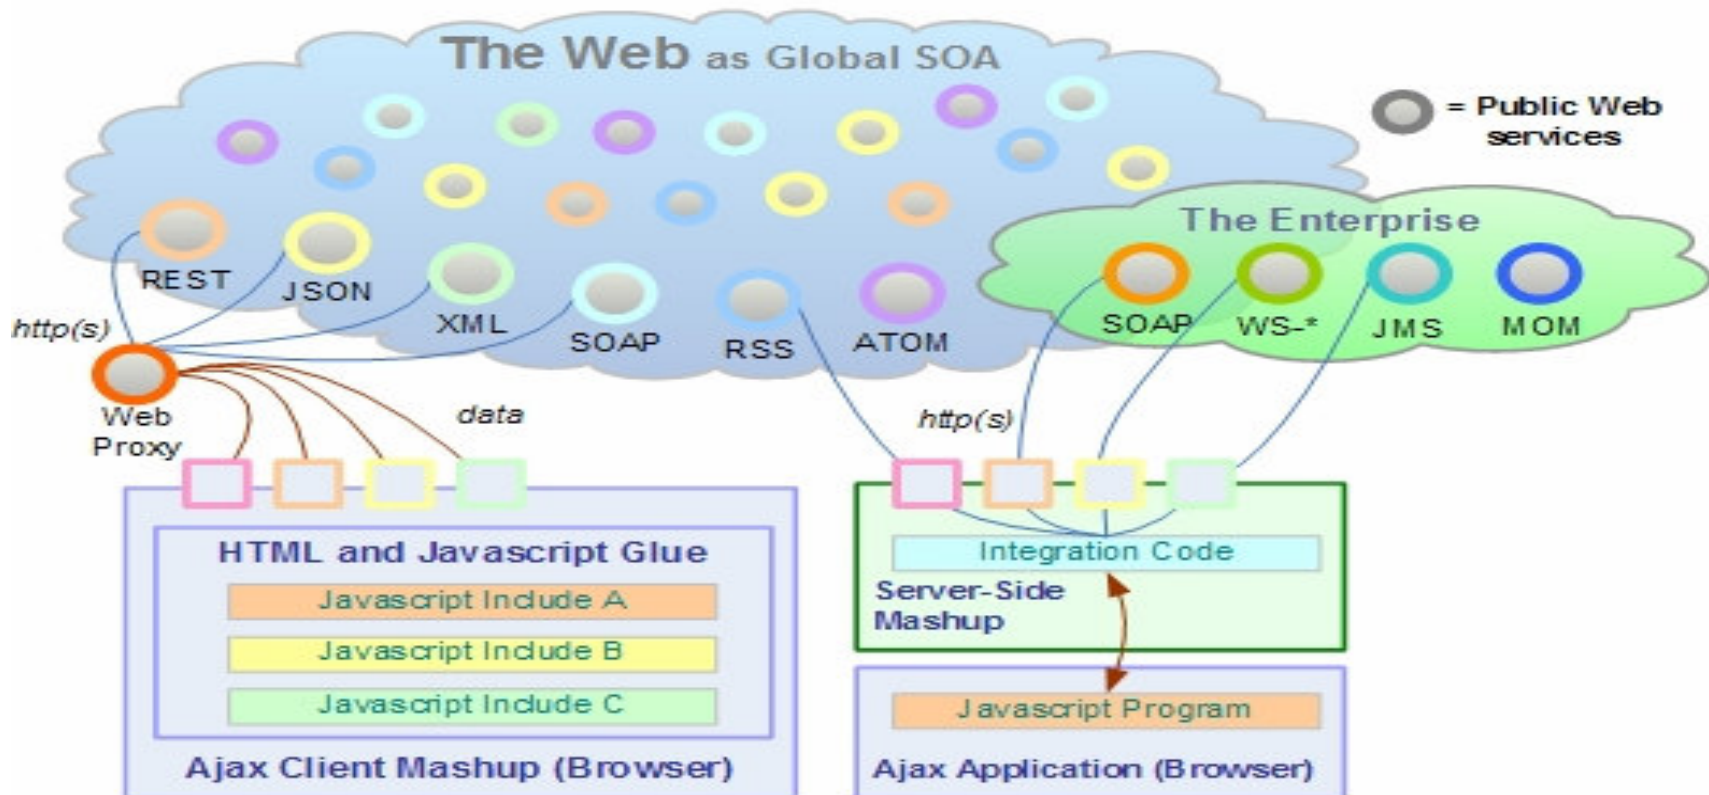 The Web as Global SOA
= Public Web
services
The Enterprise
REST
JSON
XML
SOAP
RSS
ATOM
SOAP
WS-*
JMS
MOM
http(s)
Web
Proxy
data
http(s)
HTML and Javascript Glue
Javascript Include A
Javascript Include B
Javascript Include C
Ajax Client Mashup (Browser)
Integration Code
Server-Side
Mashup
Javascript Program
Ajax Application (Browser)